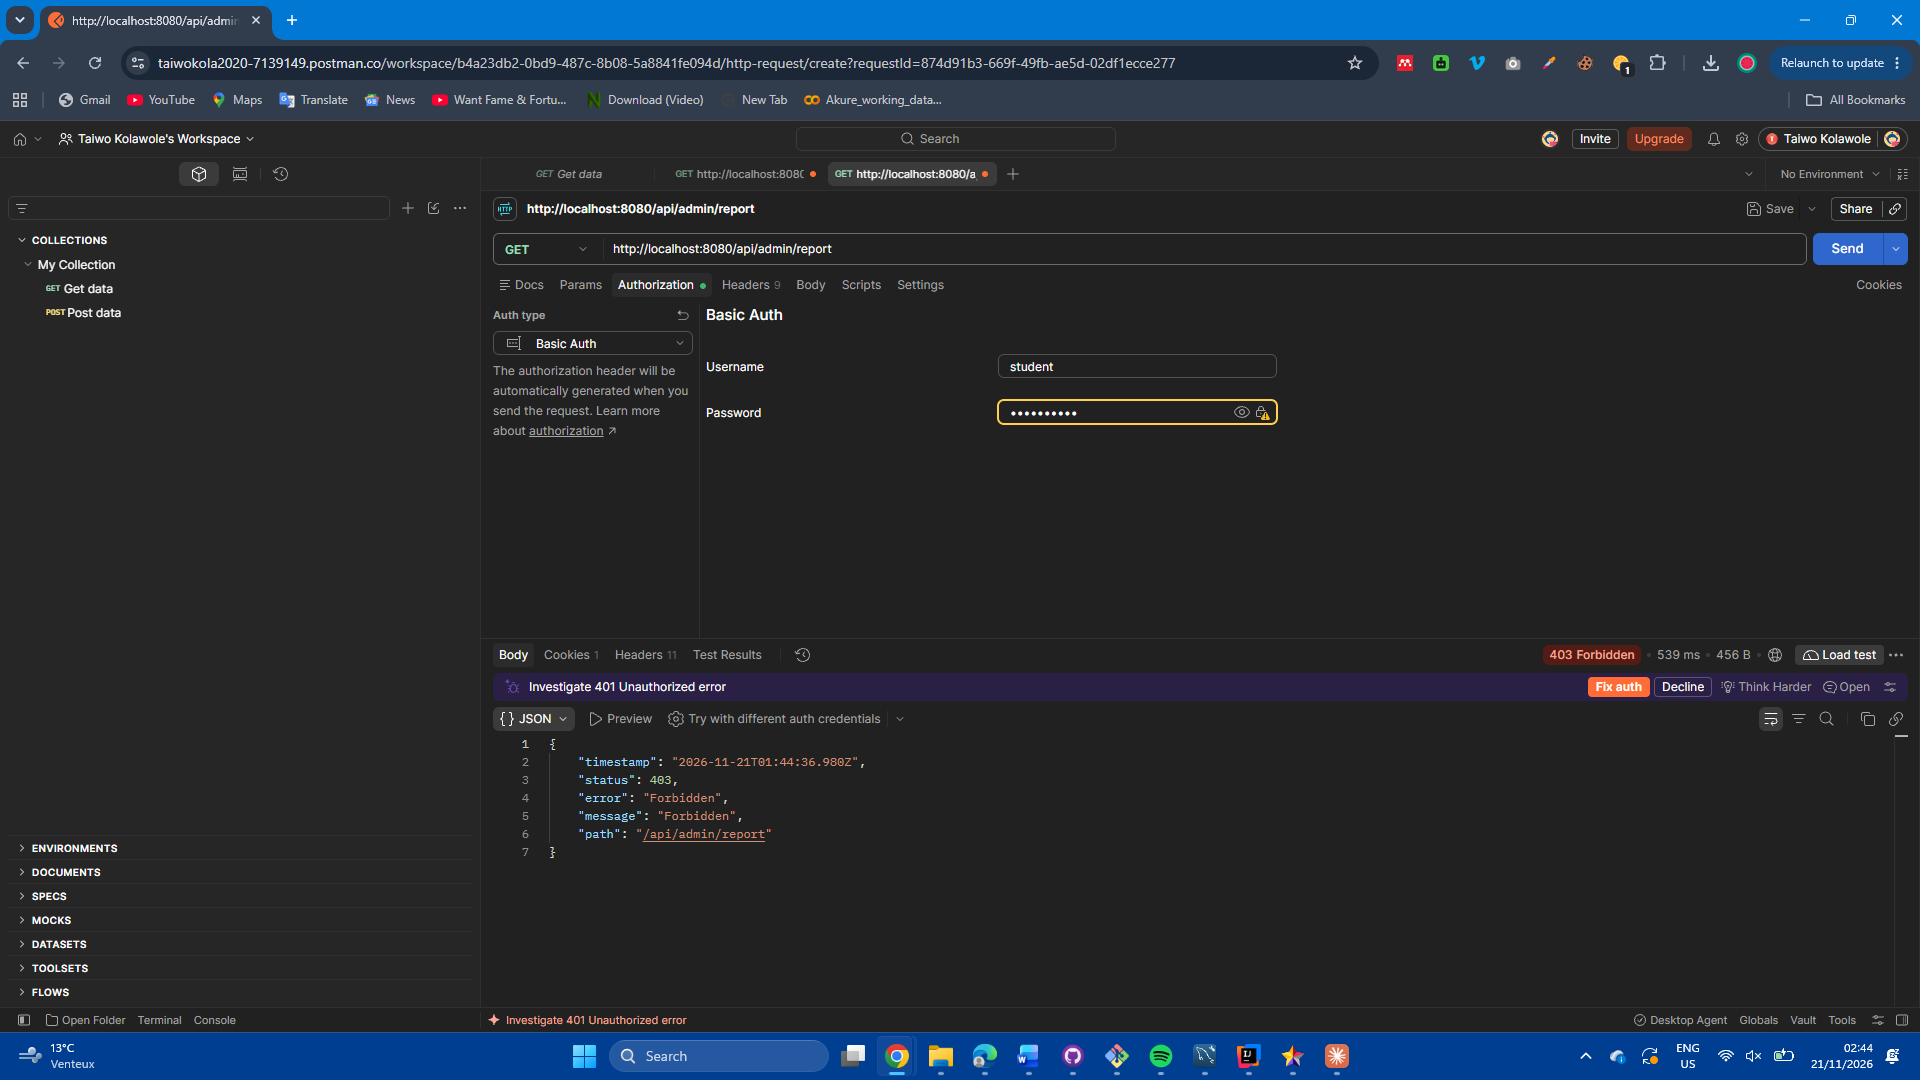 http://localhost:8080/api/admin
taiwokola2020-7139149.postman.co/workspace/b4a23db2-0bd9-487c-8b08-5a8841fe094d/http-request/create?requestId=874d91b3-669f-49fb-ae5d-02df1ecce277
Relaunch to update
Gmail YouTube Maps Translate News Want Fame & Fortu... Download (Video) New Tab Akure_working_data... All Bookmarks
Taiwo Kolawole's Workspace Search Invite Upgrade T Taiwo Kolawole
GET Get data GET http://localhost:8080 GET http://localhost:8080/a No Environment
HTTP http://localhost:8080/api/admin/report Save Share
COLLECTIONS
My Collection
GET Get data
POST Post data
GET http://localhost:8080/api/admin/report Send
Docs Params Authorization Headers 9 Body Scripts Settings Cookies
Auth type
Basic Auth
The authorization header will be
automatically generated when you
send the request. Learn more
about authorization ↗
Basic Auth
Username student
Password ••••••••••
Body Cookies 1 Headers 11 Test Results 403 Forbidden • 539 ms • 456 B Load test
Investigate 401 Unauthorized error Fix auth Decline Think Harder Open
{} JSON Preview Try with different auth credentials
1 {
2 "timestamp": "2026-11-21T01:44:36.980Z",
3 "status": 403,
4 "error": "Forbidden",
5 "message": "Forbidden",
6 "path": "/api/admin/report"
7 }
ENVIRONMENTS
DOCUMENTS
SPECS
MOCKS
DATASETS
TOOLSETS
FLOWS
Open Folder Terminal Console Investigate 401 Unauthorized error Desktop Agent Globals Vault Tools
13°C
Venteux
Search
ENG
US
02:44
21/11/2026